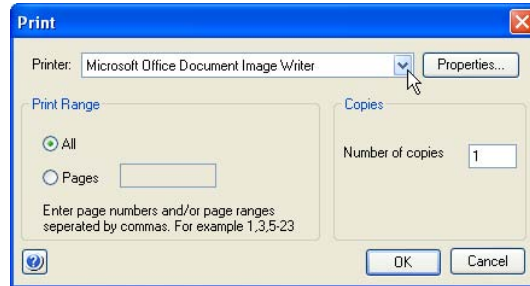 Print
Printer: Microsoft Office Document Image Writer Properties...
Print Range Copies
All
Number of copies 1
Pages
Enter page numbers and/or page ranges
seperated by commas. For example 1,3,5-23
? OK Cancel